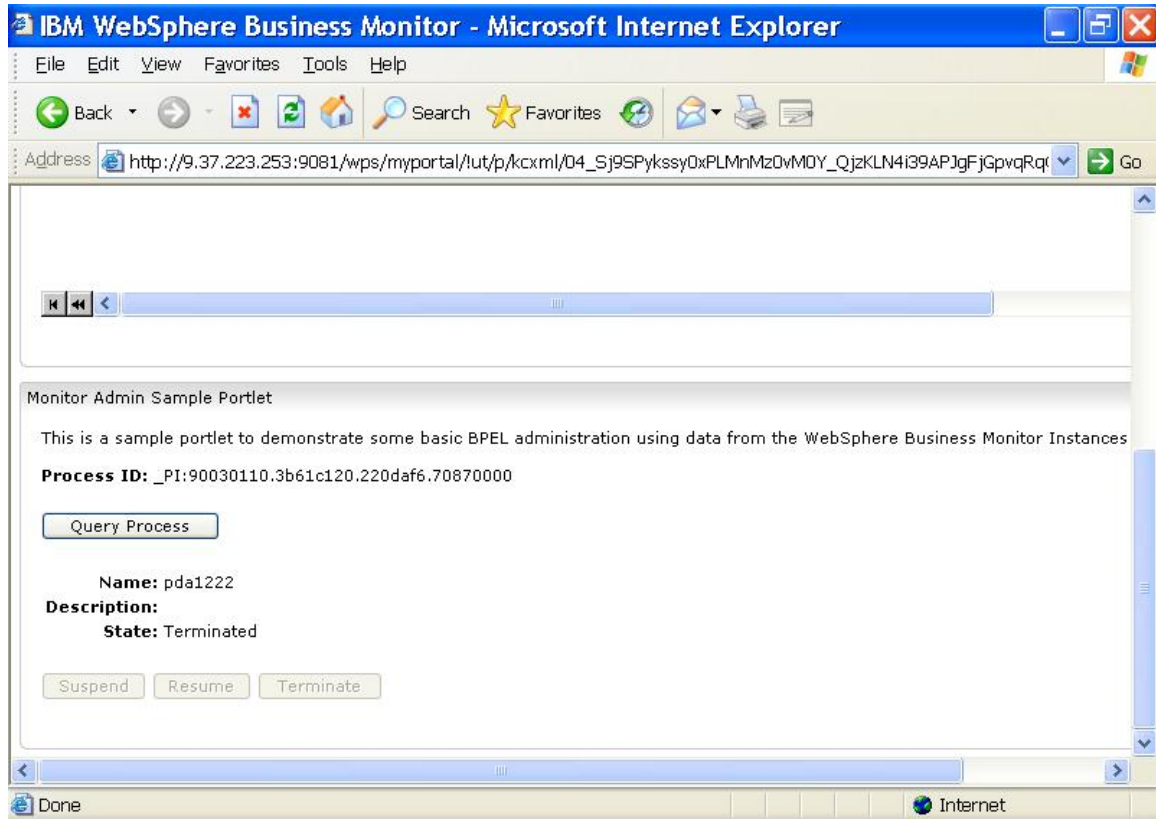 IBM WebSphere Business Monitor - Microsoft Internet Explorer
File Edit View Favorites Tools Help
Back Search Favorites
Address http://9.37.223.253:9081/wps/myportal/!ut/p/kcxml/04_Sj9SPykssy0xPLMnMz0vM0Y_QjzKLN4i39APJgFjGpvqRq Go
Monitor Admin Sample Portlet
This is a sample portlet to demonstrate some basic BPEL administration using data from the WebSphere Business Monitor Instances
Process ID: _PI:90030110.3b61c120.220daf6.70870000
Query Process
Name: pda1222
Description:
State: Terminated
Suspend Resume Terminate
Done Internet